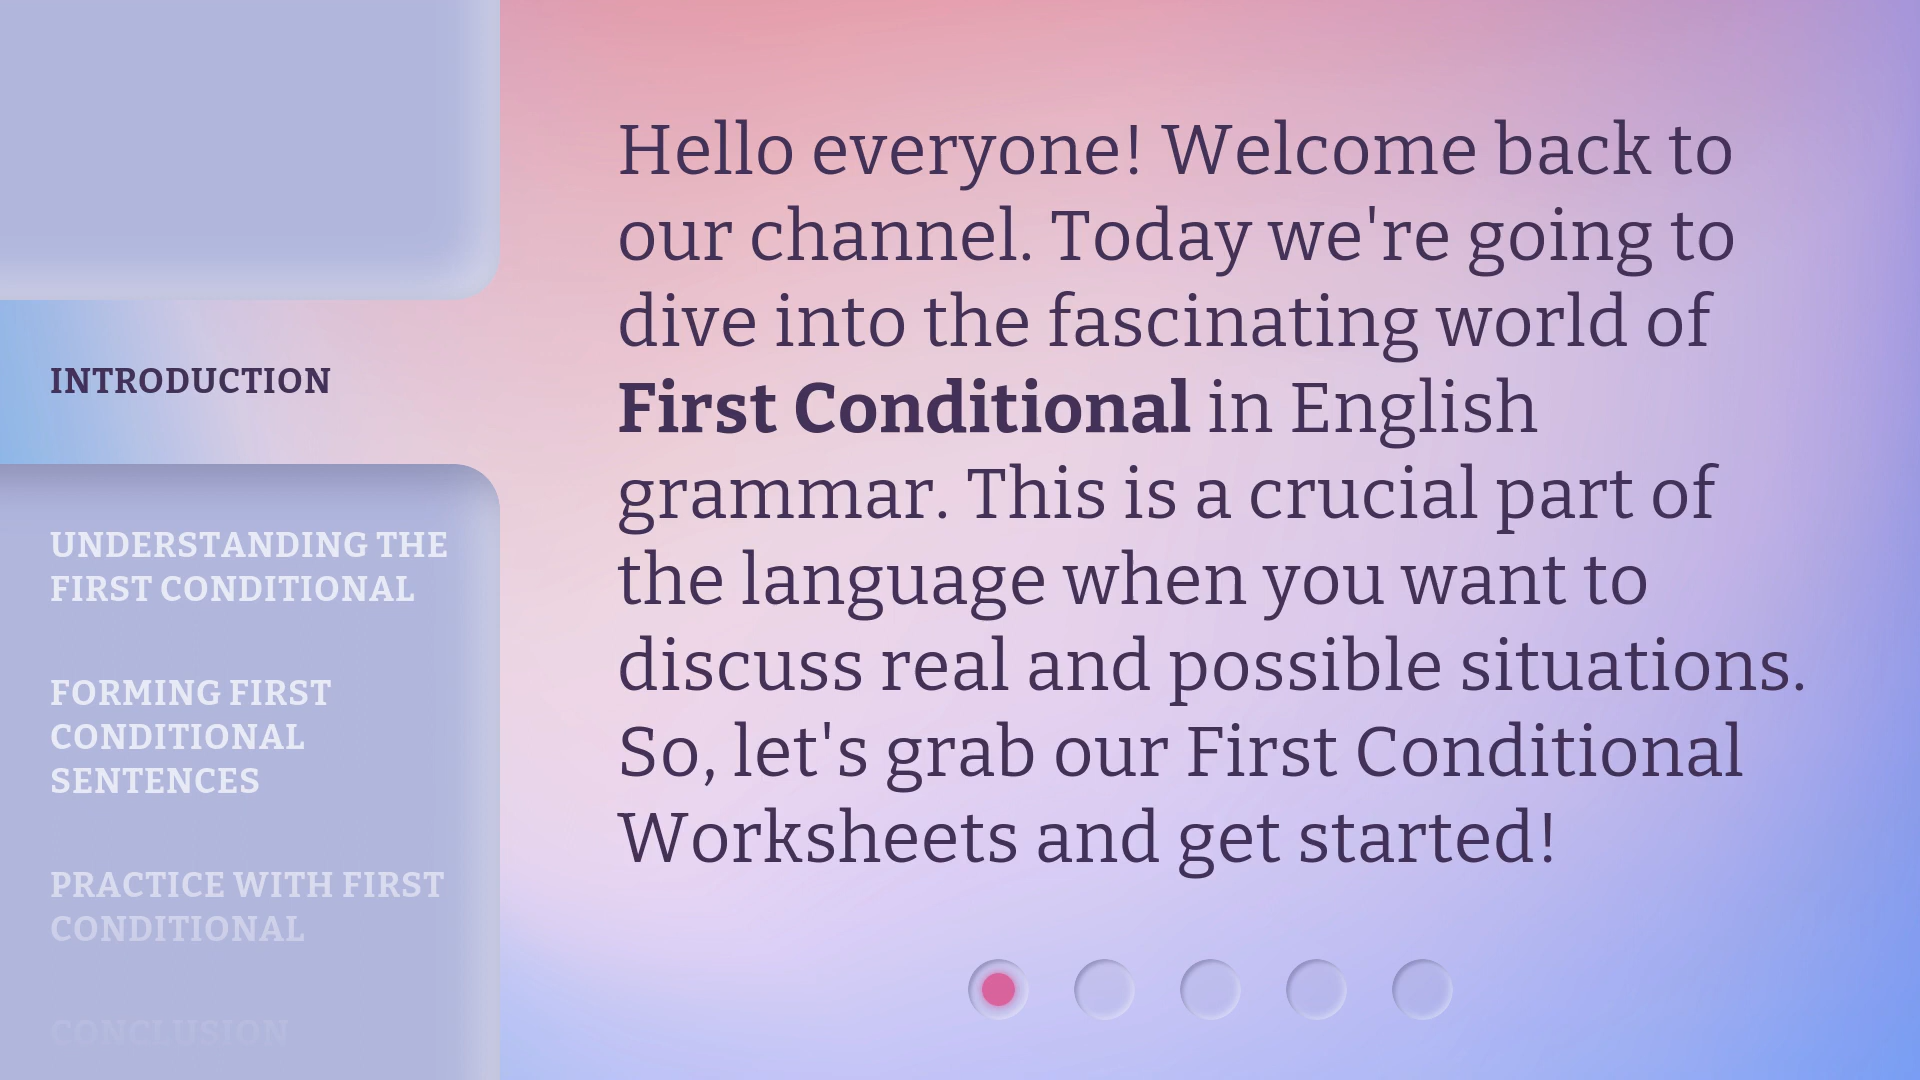 INTRODUCTION
UNDERSTANDING THE
FIRST CONDITIONAL
FORMING FIRST
CONDITIONAL
SENTENCES
PRACTICE WITH FIRST
CONDITIONAL
CONCLUSION
Hello everyone! Welcome back to
our channel. Today we're going to
dive into the fascinating world of
First Conditional in English
grammar. This is a crucial part of
the language when you want to
discuss real and possible situations.
So, let's grab our First Conditional
Worksheets and get started!